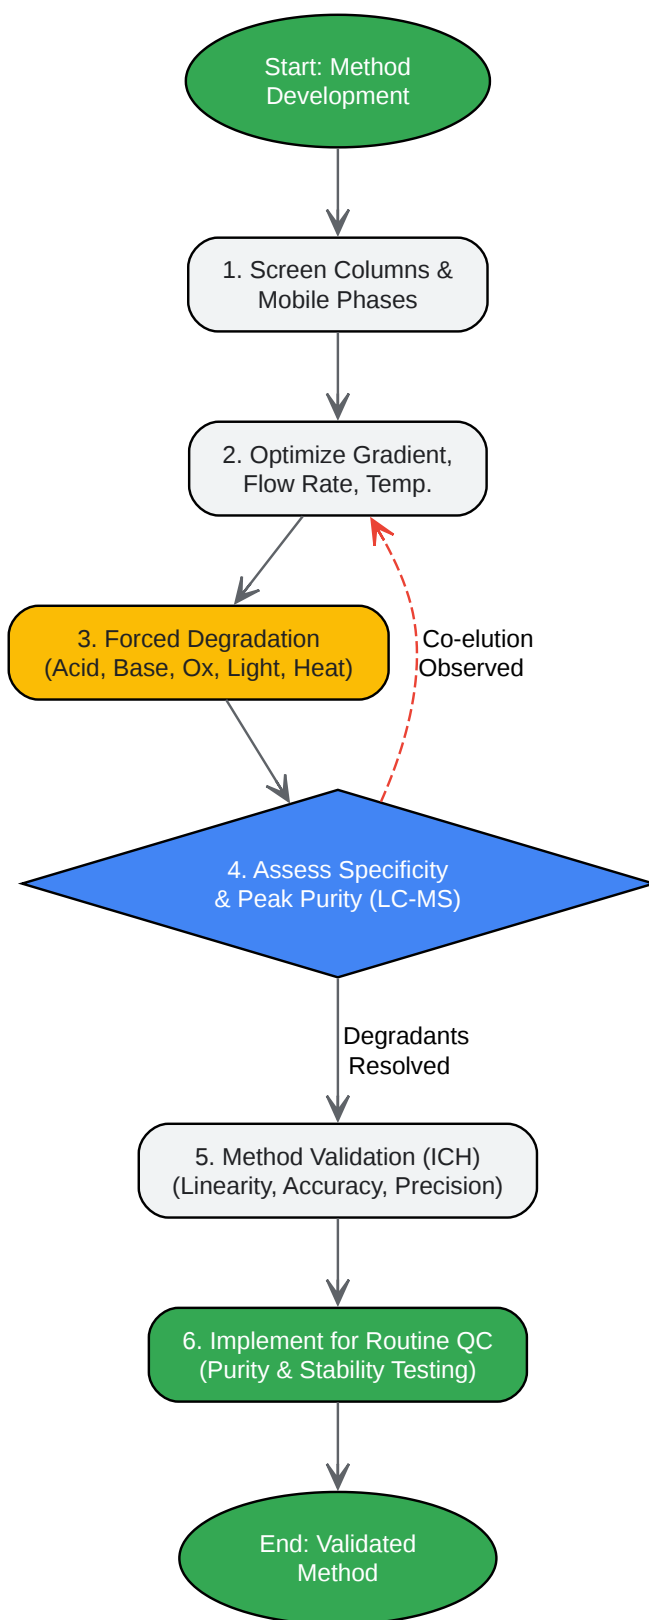 Start: Method
Development
1. Screen Columns &
Mobile Phases
2. Optimize Gradient,
Flow Rate, Temp.
3. Forced Degradation
(Acid, Base, Ox, Light, Heat)
Co-elution
Observed
4. Assess Specificity
& Peak Purity (LC-MS)
Degradants
Resolved
5. Method Validation (ICH)
(Linearity, Accuracy, Precision)
6. Implement for Routine QC
(Purity & Stability Testing)
End: Validated
Method